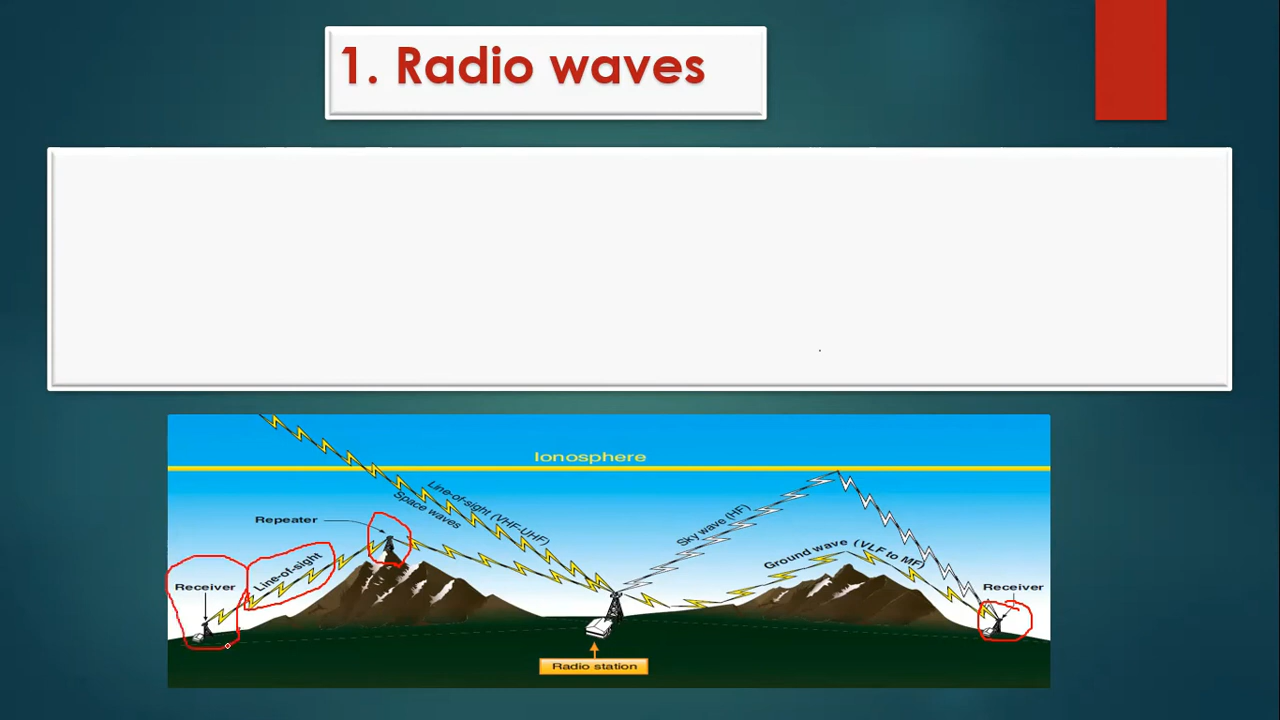 1. Radio waves
Ionosphere
Line-of-sight (VHF-UHF)
Space waves
Repeater
Sky wave (HF)
Ground wave (VLF to MF)
Line-of-sight
Receiver
Receiver
Radio station